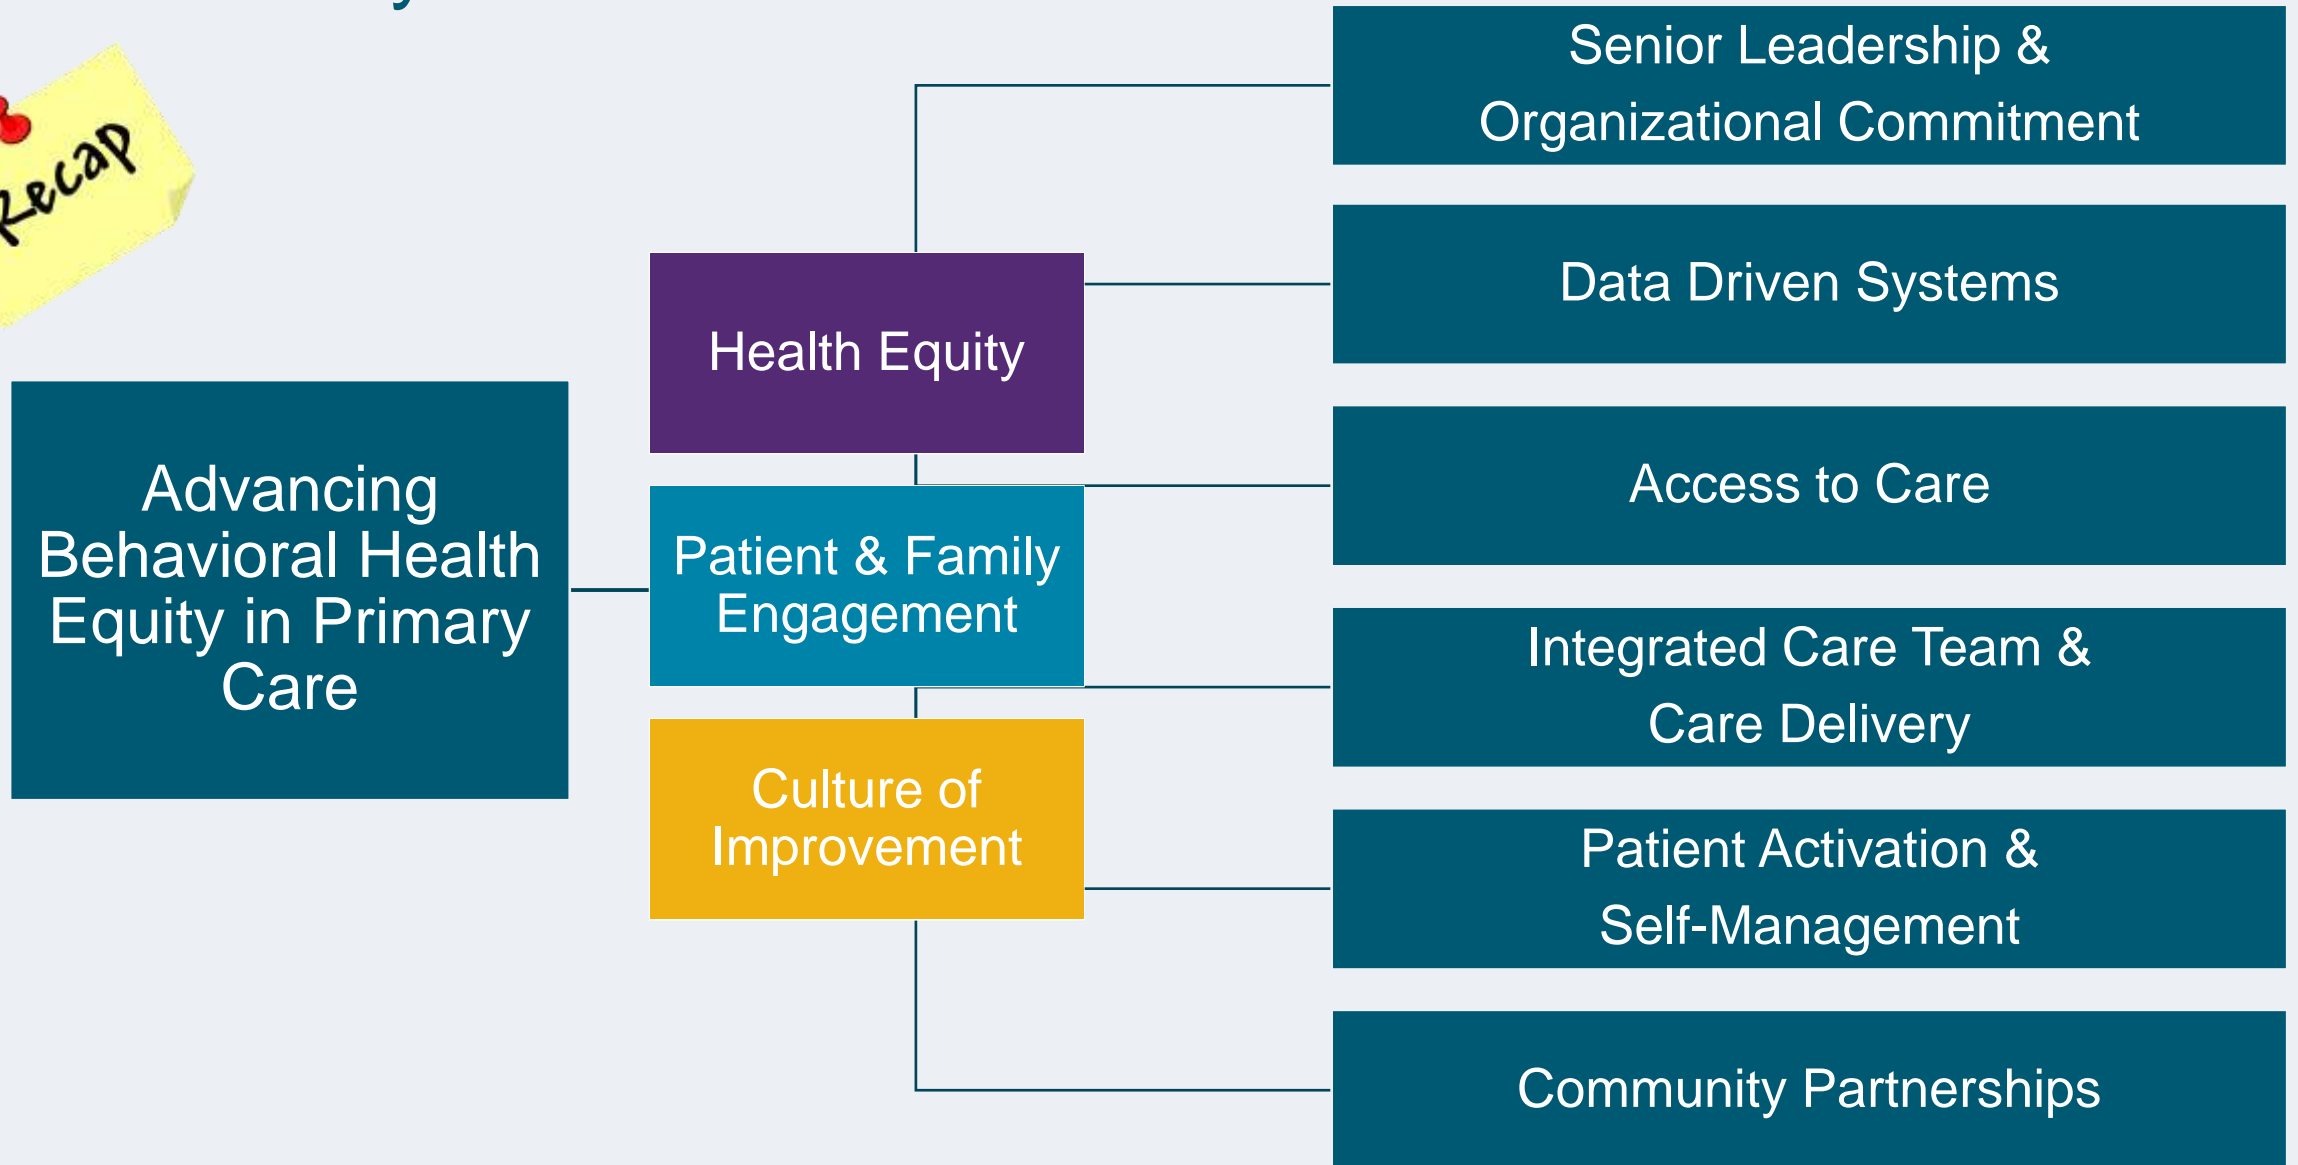 Recap
Advancing
Behavioral Health
Equity in Primary
Care
Health Equity
Patient & Family
Engagement
Culture of
Improvement
Senior Leadership &
Organizational Commitment
Data Driven Systems
Access to Care
Integrated Care Team &
Care Delivery
Patient Activation &
Self-Management
Community Partnerships